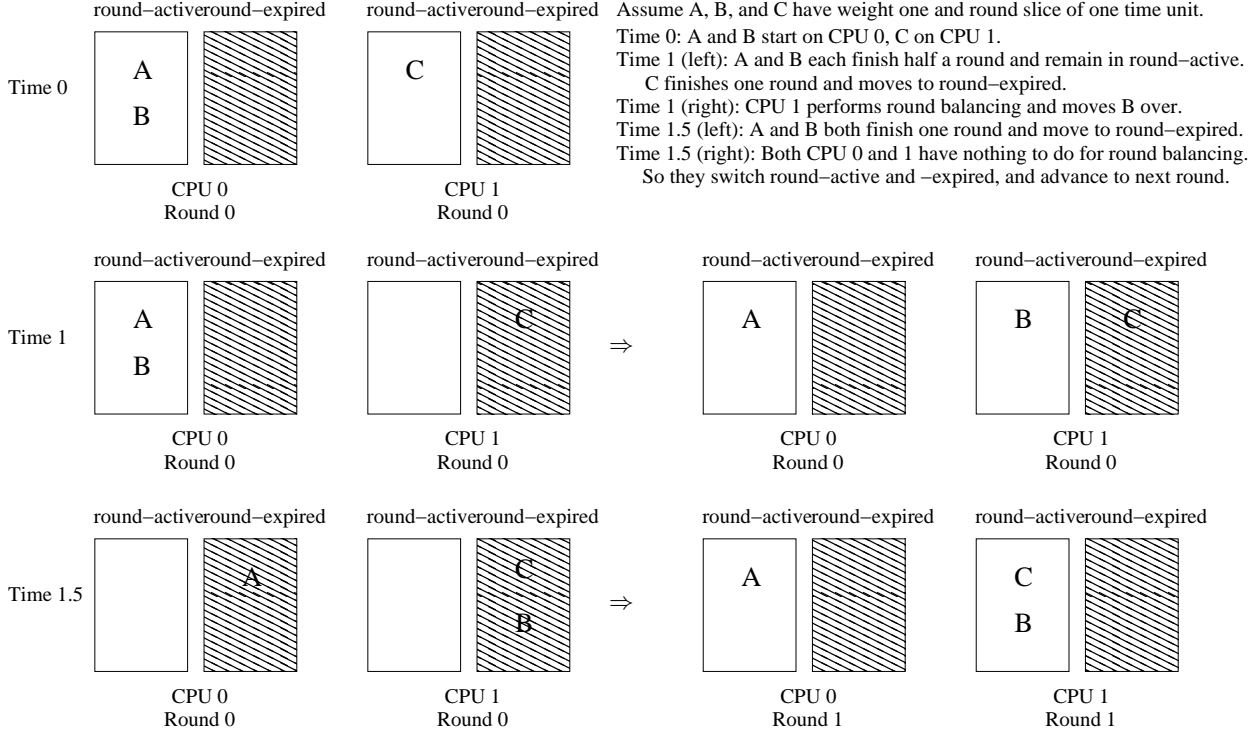 round–activeround–expired round–activeround–expired
Assume A, B, and C have weight one and round slice of one time unit.
Time 0: A and B start on CPU 0, C on CPU 1.
Time 1 (left): A and B each finish half a round and remain in round–active.
C finishes one round and moves to round–expired.
Time 1 (right): CPU 1 performs round balancing and moves B over.
Time 1.5 (left): A and B both finish one round and move to round–expired.
Time 1.5 (right): Both CPU 0 and 1 have nothing to do for round balancing.
So they switch round–active and –expired, and advance to next round.
A C
Time 0
B
CPU 0 CPU 1
Round 0 Round 0
round–activeround–expired round–activeround–expired round–activeround–expired round–activeround–expired
A C A B C
Time 1 ⇒
B
CPU 0 CPU 1 CPU 0 CPU 1
Round 0 Round 0 Round 0 Round 0
round–activeround–expired round–activeround–expired round–activeround–expired round–activeround–expired
A C A C
Time 1.5 ⇒
B B
CPU 0 CPU 1 CPU 0 CPU 1
Round 0 Round 0 Round 1 Round 1